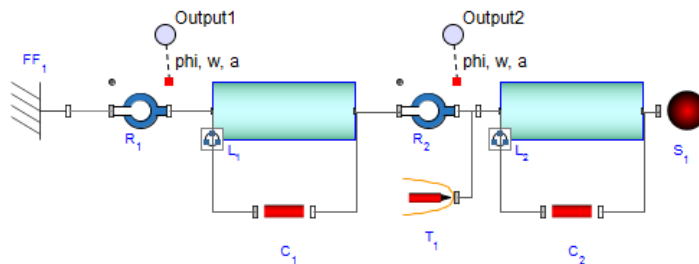 Output1
Output2
FF1
phi, w, a
phi, w, a
R1
L1
R2
L2
S1
T1
C1
C2